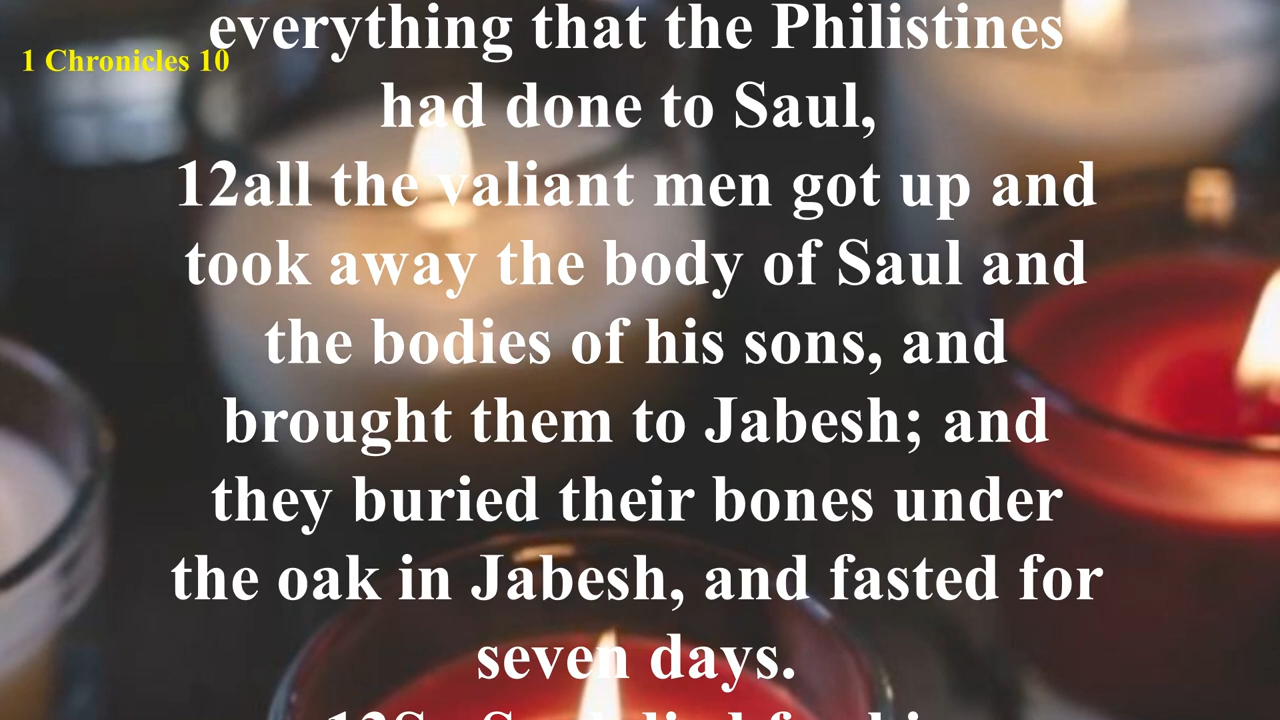 everything that the Philistines
1 Chronicles 10
had done to Saul,
12all the valiant men got up and
took away the body of Saul and
the bodies of his sons, and
brought them to Jabesh; and
they buried their bones under
the oak in Jabesh, and fasted for
seven days.